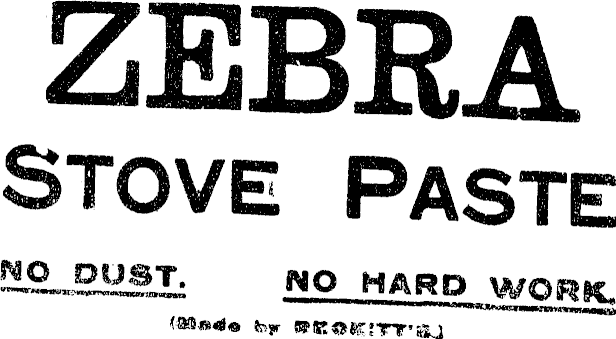 ZEBRA
STOVE PASTE
NO DUST. NO HARD WORK.
(Made by RECKITT'S.)